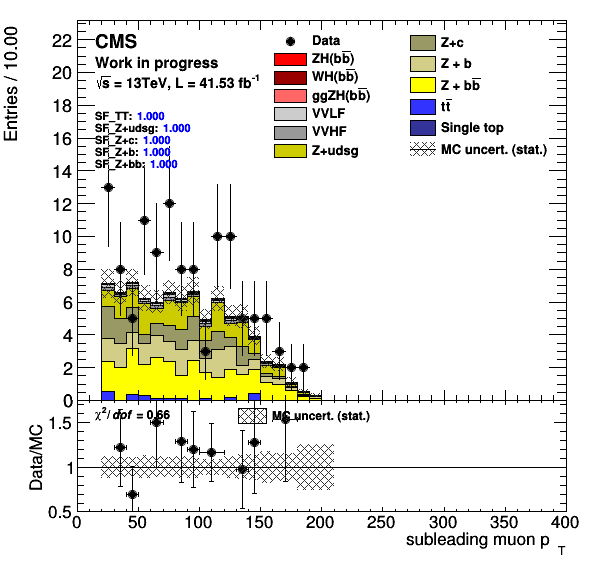 CMS
Work in progress
√s = 13TeV, L = 41.53 fb⁻¹
SF_TT: 1.000
SF_Z+udsg: 1.000
SF_Z+c: 1.000
SF_Z+b: 1.000
SF_Z+bb: 1.000
Data
ZH(bb̅)
WH(bb̅)
ggZH(bb̅)
VVLF
VVHF
Z+udsg
Z+c
Z + b
Z + bb̅
tt̅
Single top
MC uncert. (stat.)
Entries / 10.00
22
20
18
16
14
12
10
8
6
4
2
0
χ²/dof = 0.66
MC uncert. (stat.)
Data/MC
1.5
1
0.5
0 50 100 150 200 250 300 350 400
subleading muon p_T